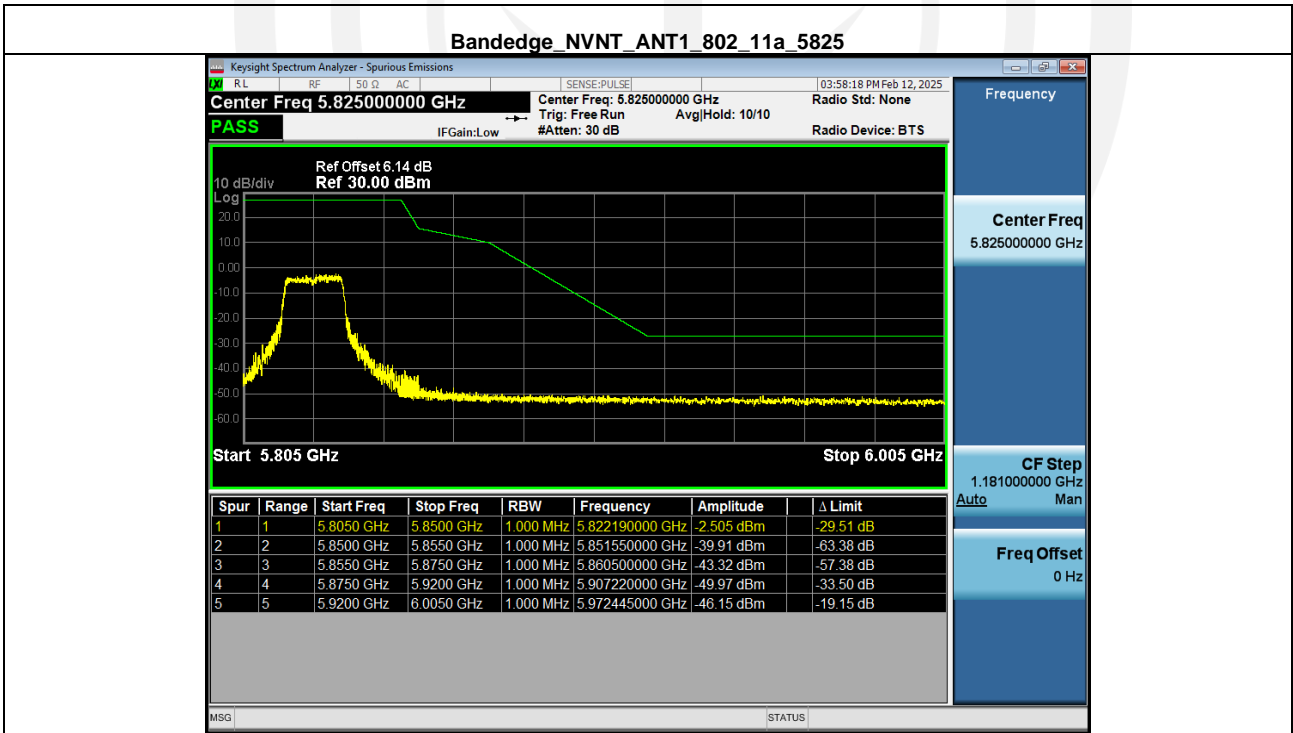 Bandedge_NVNT_ANT1_802_11a_5825
Keysight Spectrum Analyzer - Spurious Emissions
LXI RL RF 50 Ω AC SENSE:PULSE 03:58:18 PM Feb 12, 2025
Center Freq 5.825000000 GHz
Center Freq: 5.825000000 GHz
Radio Std: None
Trig: Free Run Avg|Hold: 10/10
PASS
IFGain:Low
#Atten: 30 dB
Radio Device: BTS
Ref Offset 6.14 dB
10 dB/div Ref 30.00 dBm
Log
20.0
10.0
0.00
-10.0
-20.0
-30.0
-40.0
-50.0
-60.0
Start 5.805 GHz Stop 6.005 GHz
Spur Range Start Freq Stop Freq RBW Frequency Amplitude Δ Limit
1 1 5.8050 GHz 5.8500 GHz 1.000 MHz 5.822190000 GHz -2.505 dBm -29.51 dB
2 2 5.8500 GHz 5.8550 GHz 1.000 MHz 5.851550000 GHz -39.91 dBm -63.38 dB
3 3 5.8550 GHz 5.8750 GHz 1.000 MHz 5.860500000 GHz -43.32 dBm -57.38 dB
4 4 5.8750 GHz 5.9200 GHz 1.000 MHz 5.907220000 GHz -49.97 dBm -33.50 dB
5 5 5.9200 GHz 6.0050 GHz 1.000 MHz 5.972445000 GHz -46.15 dBm -19.15 dB
MSG STATUS
Frequency
Center Freq
5.825000000 GHz
CF Step
1.181000000 GHz
Auto Man
Freq Offset
0 Hz